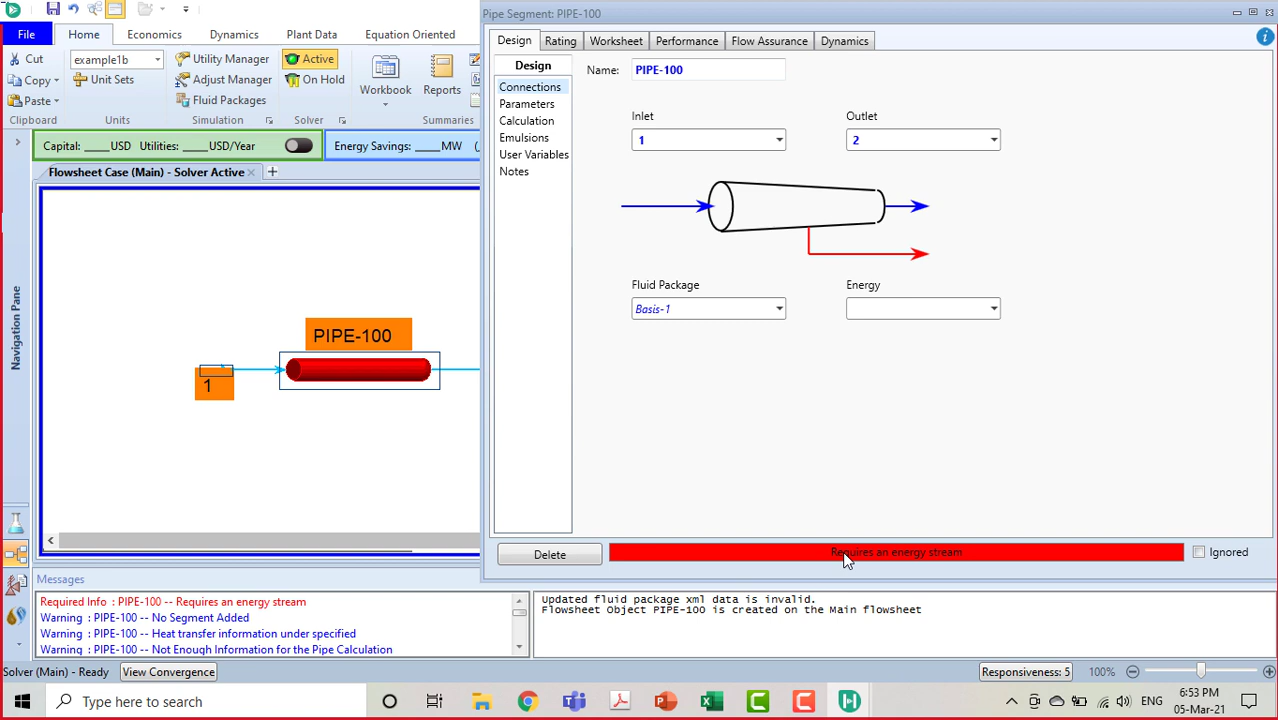 Pipe Segment: PIPE-100
File
Home
Economics
Dynamics
Plant Data
Equation Oriented
Design
Rating
Worksheet
Performance
Flow Assurance
Dynamics
Cut
Copy
Paste
Clipboard
example1b
Unit Sets
Units
Utility Manager
Adjust Manager
Fluid Packages
Simulation
Active
On Hold
Solver
Workbook
Reports
Summaries
Capital: ____USD Utilities: ____USD/Year
Energy Savings: ____MW
Flowsheet Case (Main) - Solver Active
Navigation Pane
PIPE-100
1
Design
Connections
Parameters
Calculation
Emulsions
User Variables
Notes
Name:
PIPE-100
Inlet
Outlet
1
2
Fluid Package
Energy
Basis-1
Delete
Requires an energy stream
Ignored
Messages
Required Info : PIPE-100 -- Requires an energy stream
Warning : PIPE-100 -- No Segment Added
Warning : PIPE-100 -- Heat transfer information under specified
Warning : PIPE-100 -- Not Enough Information for the Pipe Calculation
Updated fluid package xml data is invalid.
Flowsheet Object PIPE-100 is created on the Main flowsheet
Solver (Main) - Ready
View Convergence
Responsiveness: 5
100%
Type here to search
ENG
6:53 PM
05-Mar-21